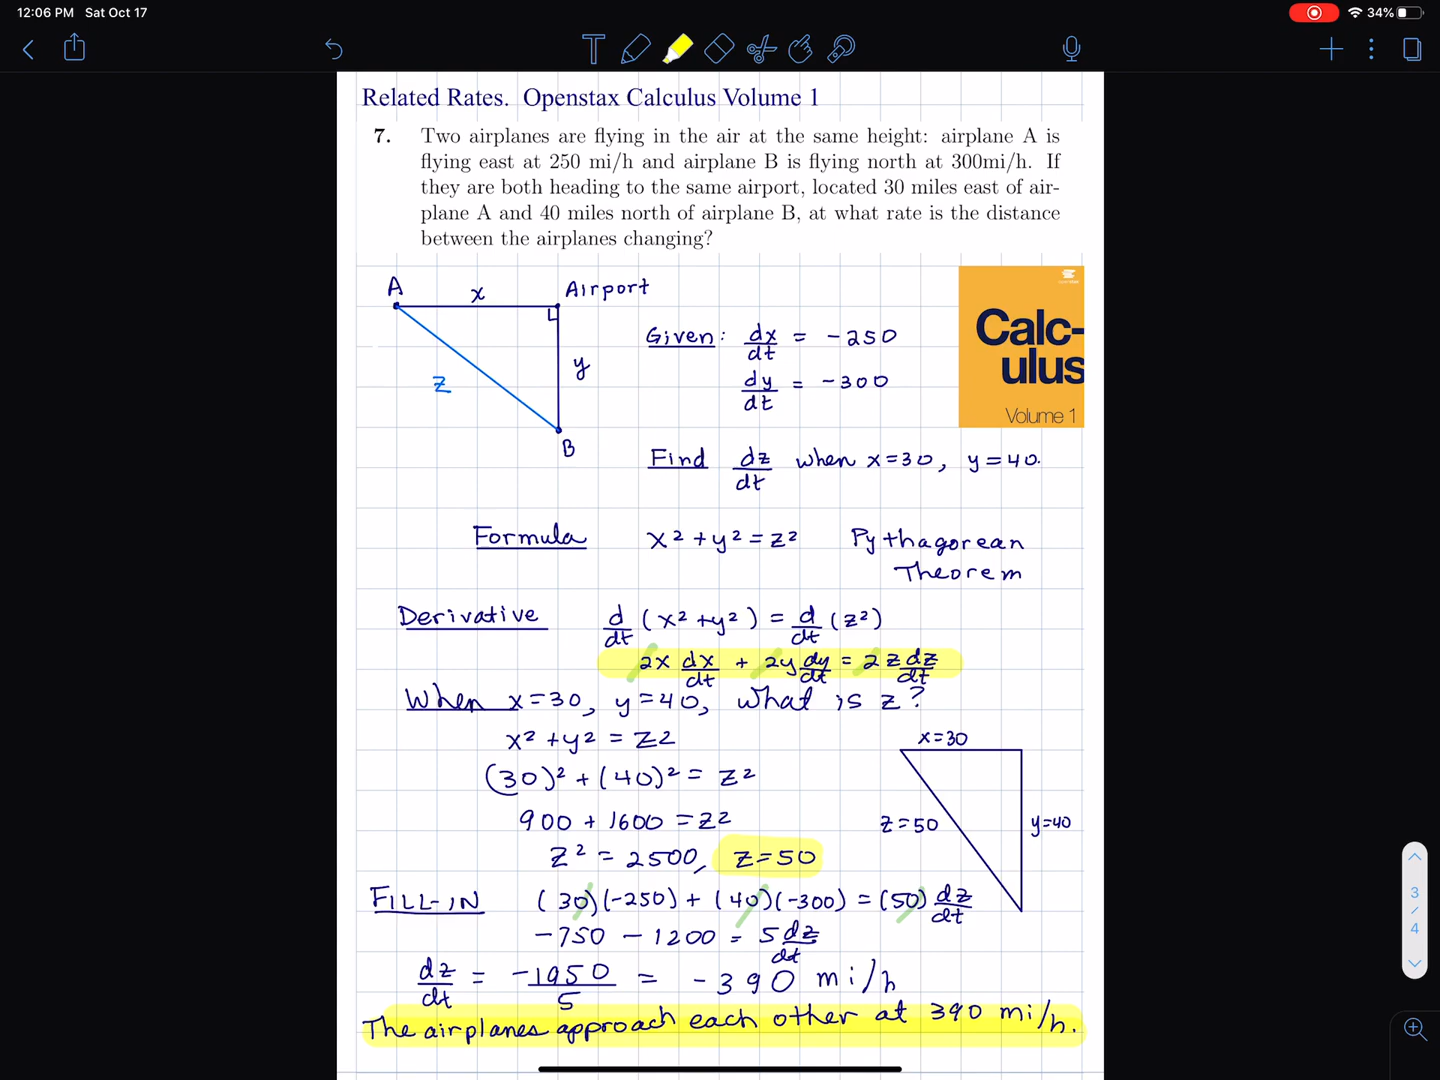 12:06 PM Sat Oct 17
34%
Related Rates. Openstax Calculus Volume 1
7. Two airplanes are flying in the air at the same height: airplane A is
flying east at 250 mi/h and airplane B is flying north at 300mi/h. If
they are both heading to the same airport, located 30 miles east of air-
plane A and 40 miles north of airplane B, at what rate is the distance
between the airplanes changing?
A x Airport
y
z
B
Given: dx/dt = -250
dy/dt = -300
Calc-
ulus
Volume 1
Find dz/dt when x=30, y=40.
Formula x² + y² = z² Pythagorean
Theorem
Derivative d/dt (x² + y²) = d/dt (z²)
2x dx/dt + 2y dy/dt = 2z dz/dt
When x=30, y=40, what is z?
x² + y² = z²
(30)² + (40)² = z²
900 + 1600 = z²
z² = 2500, z=50
x=30
z=50
y=40
FILL-IN (30)(-250) + (40)(-300) = (50) dz/dt
-750 - 1200 = 5 dz/dt
dz/dt = -1950/5 = -390 mi/h
The airplanes approach each other at 390 mi/h.
3
/
4